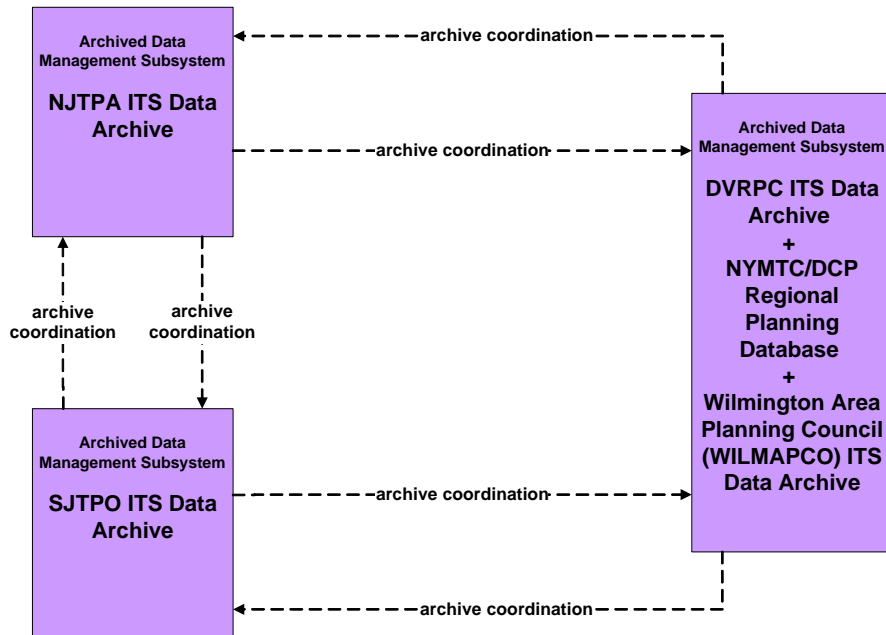 archive coordination
Archived Data
Management Subsystem
NJTPA ITS Data
Archive
archive coordination
Archived Data
Management Subsystem
DVRPC ITS Data
Archive
+
NYMTC/DCP
Regional
Planning
Database
+
Wilmington Area
Planning Council
(WILMAPCO) ITS
Data Archive
archive
coordination
archive
coordination
Archived Data
Management Subsystem
SJTPO ITS Data
Archive
archive coordination
archive coordination